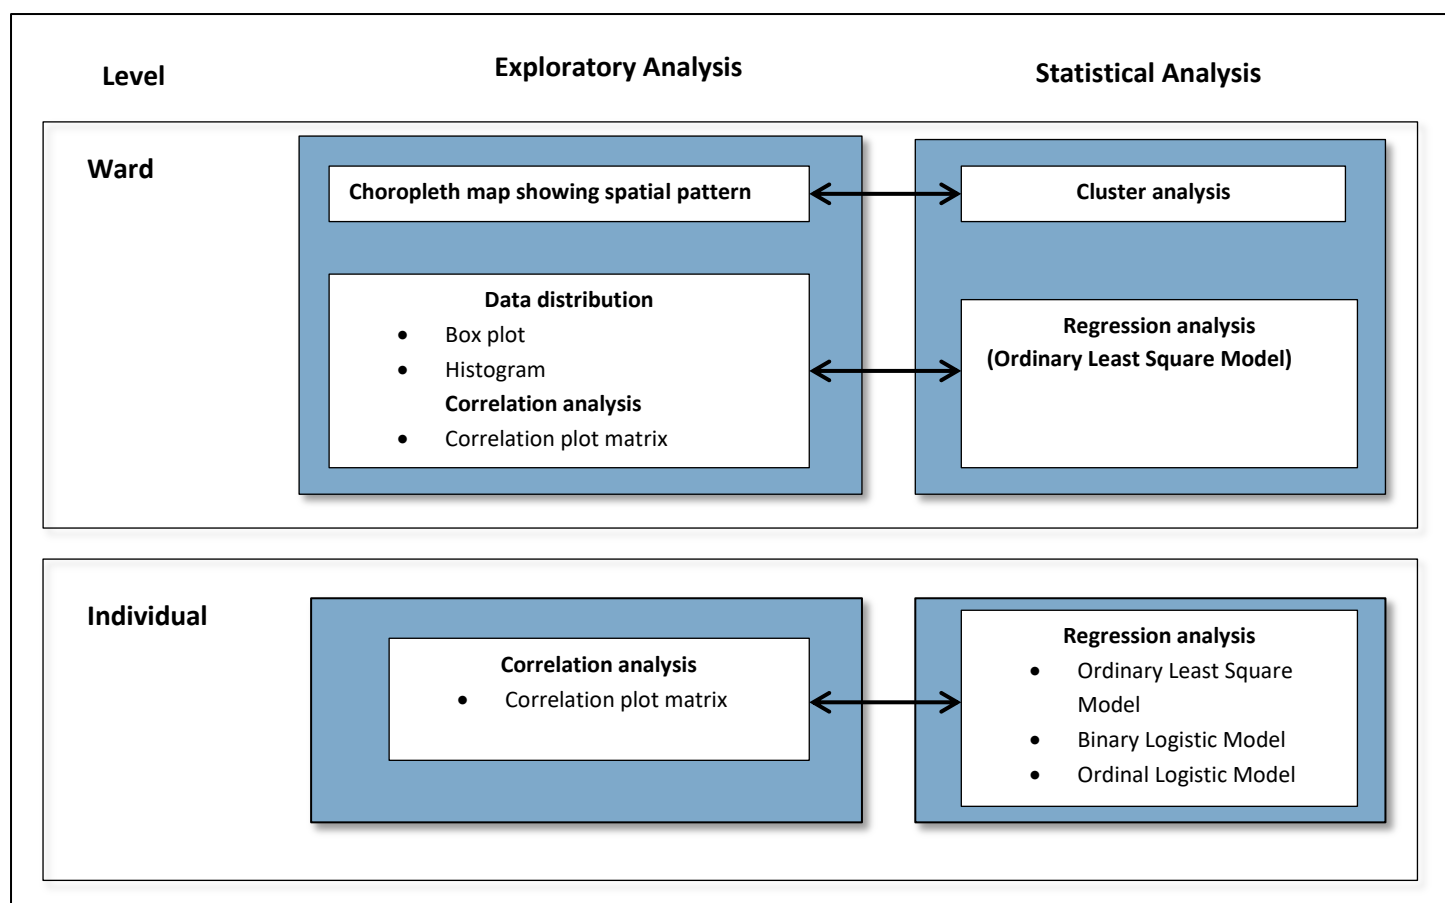 Level
Exploratory Analysis
Statistical Analysis
Ward
Choropleth map showing spatial pattern
Cluster analysis
Data distribution
• Box plot
• Histogram
Correlation analysis
• Correlation plot matrix
Regression analysis
(Ordinary Least Square Model)
Individual
Correlation analysis
• Correlation plot matrix
Regression analysis
• Ordinary Least Square
Model
• Binary Logistic Model
• Ordinal Logistic Model